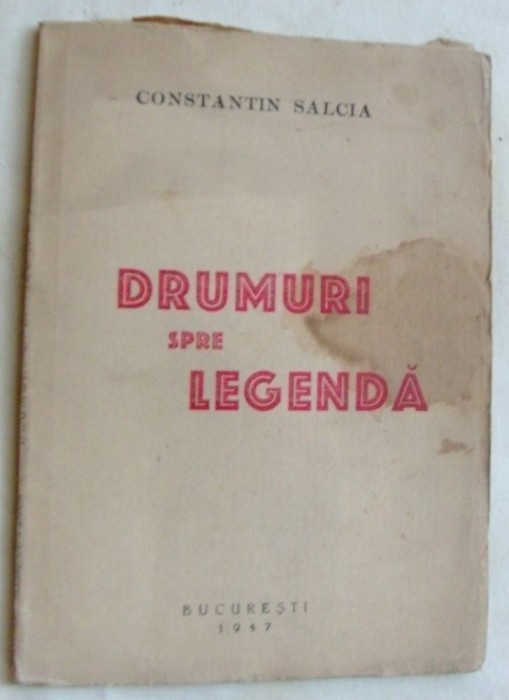 CONSTANTIN SALCIA
DRUMURI
SPRE
LEGENDĂ
BUCUREȘTI
1947